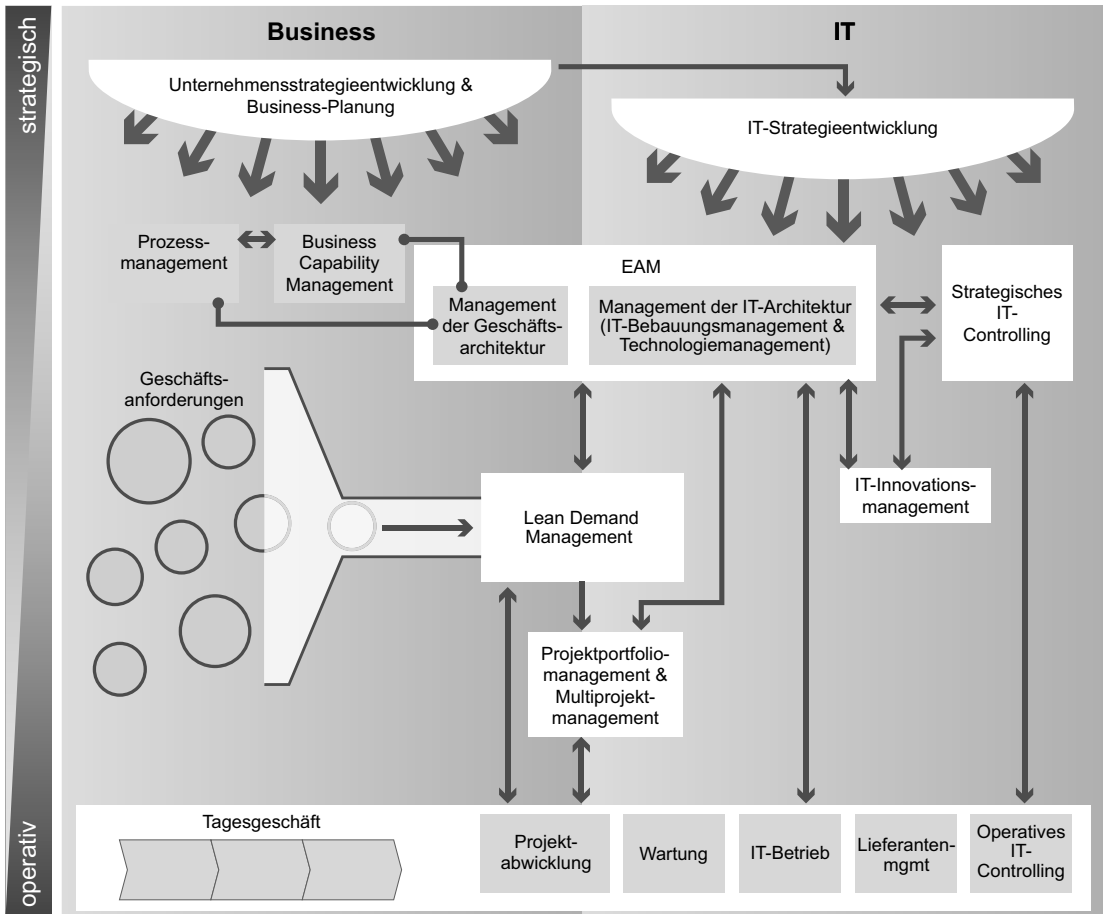 strategisch
Business
IT
Unternehmensstrategieentwicklung &
Business-Planung
IT-Strategieentwicklung
Prozess-
management
Business
Capability
Management
EAM
Management
der Geschäfts-
architektur
Management der IT-Architektur
(IT-Bebauungsmanagement &
Technologiemanagement)
Strategisches
IT-
Controlling
Geschäfts-
anforderungen
IT-Innovations-
management
Lean Demand
Management
Projektportfolio-
management &
Multiprojekt-
management
operativ
Tagesgeschäft
Projekt-
abwicklung
Wartung
IT-Betrieb
Lieferanten-
mgmt
Operatives
IT-
Controlling